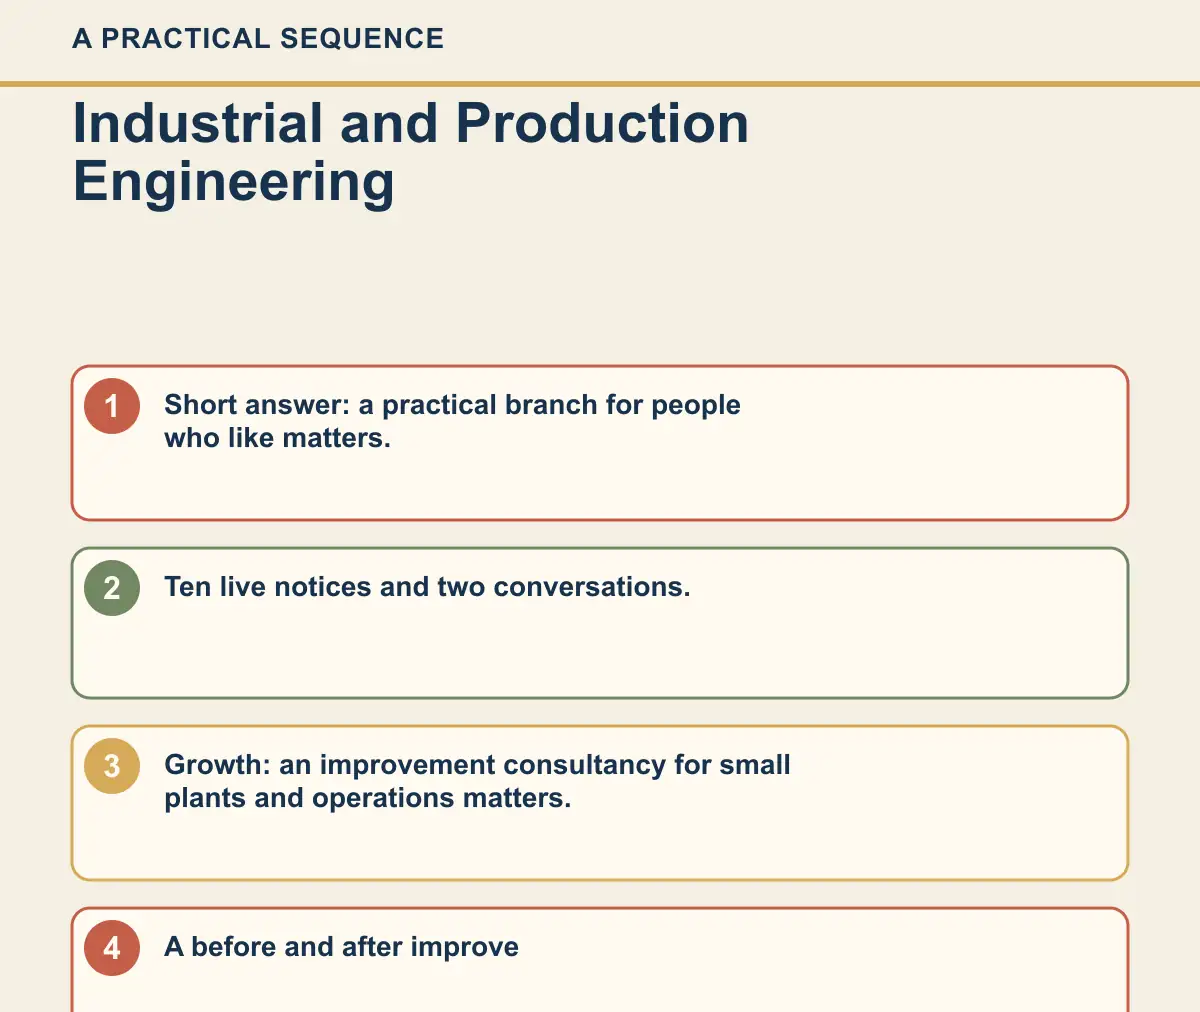 A PRACTICAL SEQUENCE
Industrial and Production
Engineering
1
Short answer: a practical branch for people
who like matters.
2
Ten live notices and two conversations.
3
Growth: an improvement consultancy for small
plants and operations matters.
4
A before and after improve